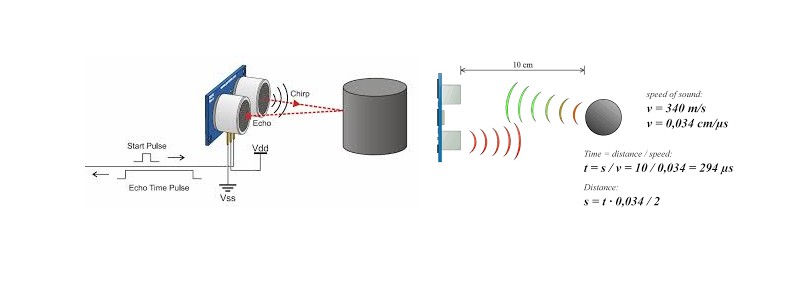 Chirp
Echo
Start Pulse
Vdd
Echo Time Pulse
Vss
10 cm
speed of sound:
v = 340 m/s
v = 0,034 cm/µs
Time = distance / speed:
t = s / v = 10 / 0,034 = 294 µs
Distance:
s = t · 0,034 / 2